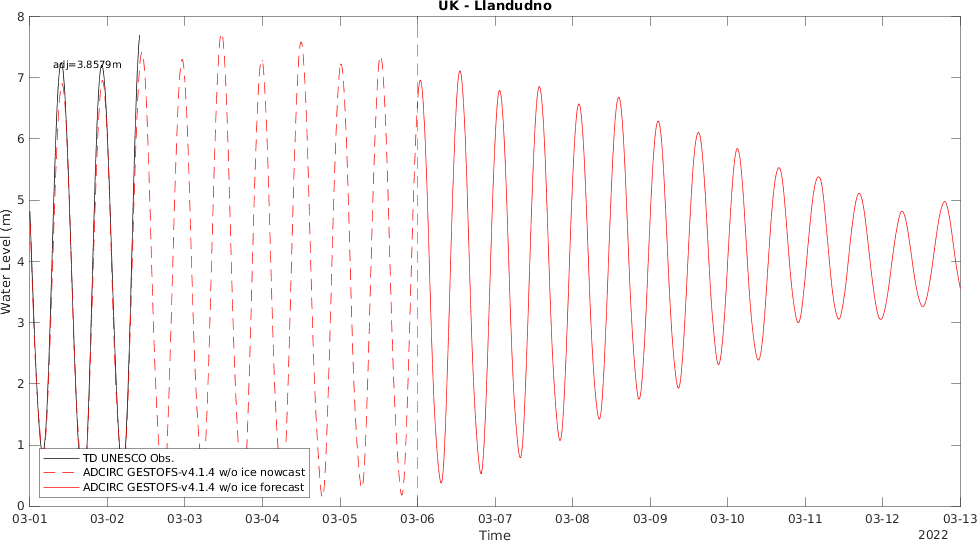 UK - Llandudno
8
7
6
5
4
3
2
1
0
Water Level (m)
adj=3.8579m
TD UNESCO Obs.
ADCIRC GESTOFS-v4.1.4 w/o ice nowcast
ADCIRC GESTOFS-v4.1.4 w/o ice forecast
03-01 03-02 03-03 03-04 03-05 03-06 03-07 03-08 03-09 03-10 03-11 03-12 03-13
Time
2022